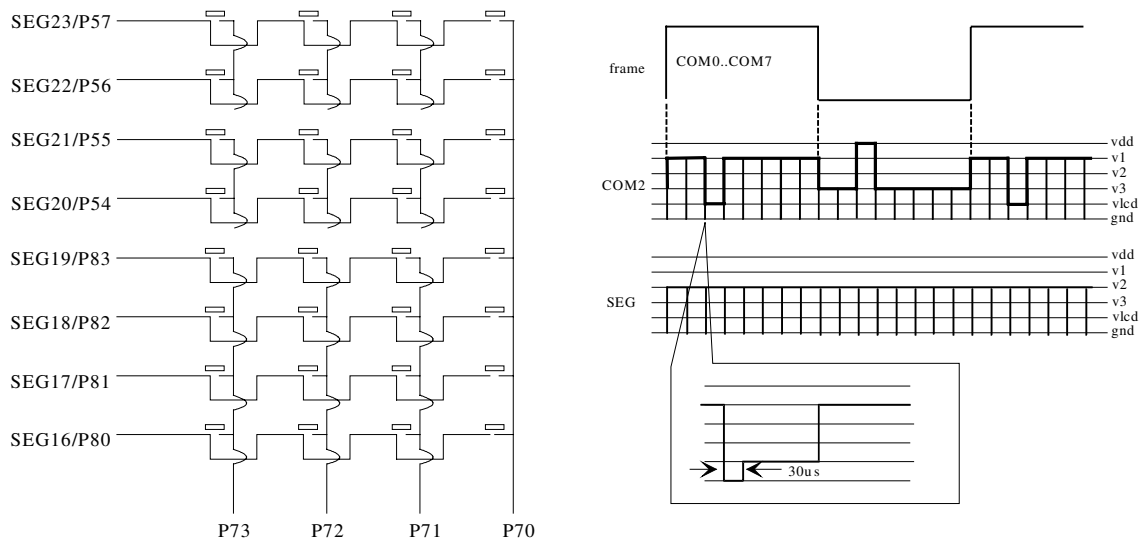 SEG23/P57
SEG22/P56
SEG21/P55
SEG20/P54
SEG19/P83
SEG18/P82
SEG17/P81
SEG16/P80
P73 P72 P71 P70
frame
COM0..COM7
COM2
vdd
v1
v2
v3
vlcd
gnd
SEG
vdd
v1
v2
v3
vlcd
gnd
30us